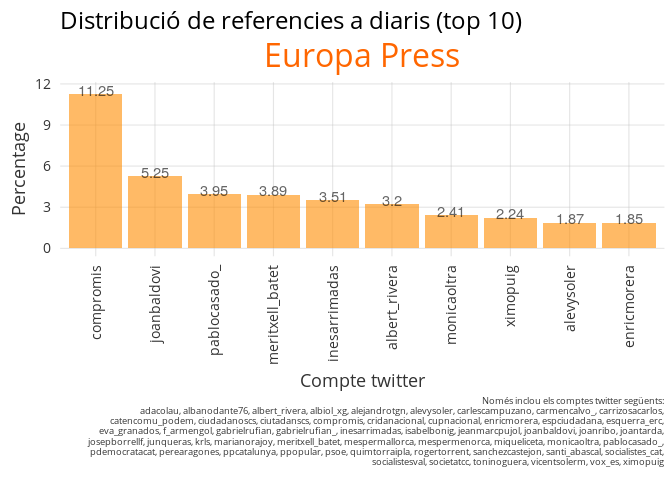 Distribució de referencies a diaris (top 10)
Europa Press
Percentage
12
9
6
3
0
11.25
5.25
3.95
3.89
3.51
3.2
2.41
2.24
1.87
1.85
compromis
joanbaldovi
pablocasado_
meritxell_batet
inesarrimadas
albert_rivera
monicaoltra
ximopuig
alevysoler
enricmorera
Compte twitter
Només inclou els comptes twitter següents:
adacolau, albanodante76, albert_rivera, albiol_xg, alejandrotgn, alevysoler, carlescampuzano, carmencalvo_, carrizosacarlos,
catencomu_podem, ciudadanoscs, ciutadanscs, compromis, cridanacional, cupnacional, enricmorera, espciudadana, esquerra_erc,
eva_granados, f_armengol, gabrielrufian, gabrielrufian_, inesarrimadas, isabelbonig, jeanmarcpujol, joanbaldovi, joanribo, joantarda,
josepborrellf, junqueras, krls, marianorajoy, meritxell_batet, mespermallorca, mespermenorca, miqueliceta, monicaoltra, pablocasado_,
pdemocratacat, perearagones, ppcatalunya, ppopular, psoe, quimtorraipla, rogertorrent, sanchezcastejon, santi_abascal, socialistes_cat,
socialistesval, societatcc, toninoguera, vicentsolerm, vox_es, ximopuig